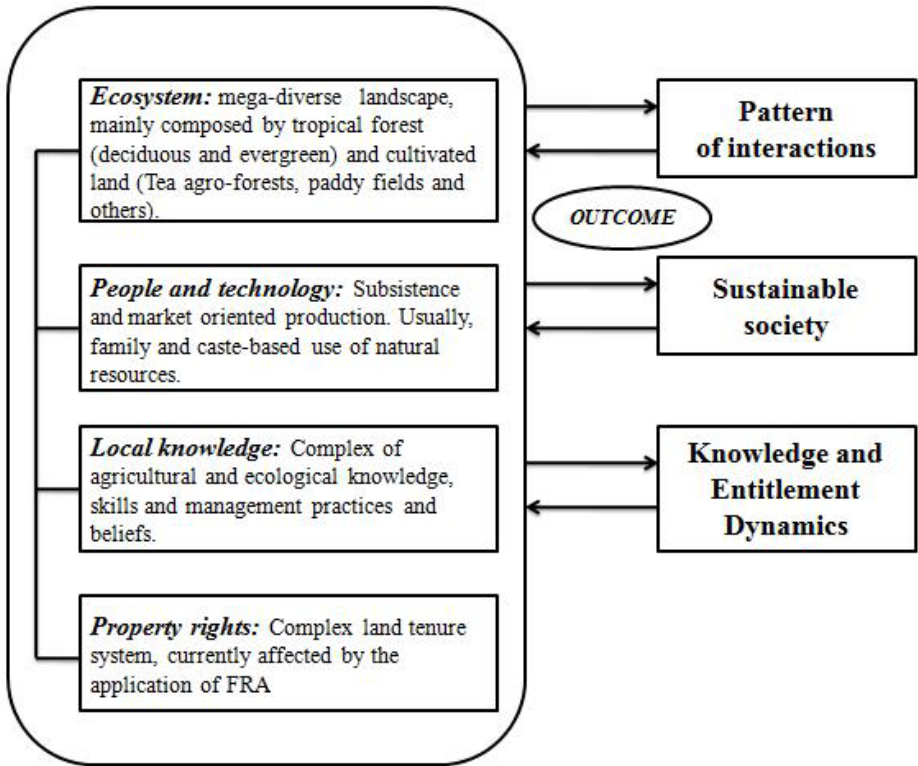 Ecosystem: mega-diverse landscape,
mainly composed by tropical forest
(deciduous and evergreen) and cultivated
land (Tea agro-forests, paddy fields and
others).
People and technology: Subsistence
and market oriented production. Usually,
family and caste-based use of natural
resources.
Local knowledge: Complex of
agricultural and ecological knowledge,
skills and management practices and
beliefs.
Property rights: Complex land tenure
system, currently affected by the
application of FRA
Pattern
of interactions
OUTCOME
Sustainable
society
Knowledge and
Entitlement
Dynamics